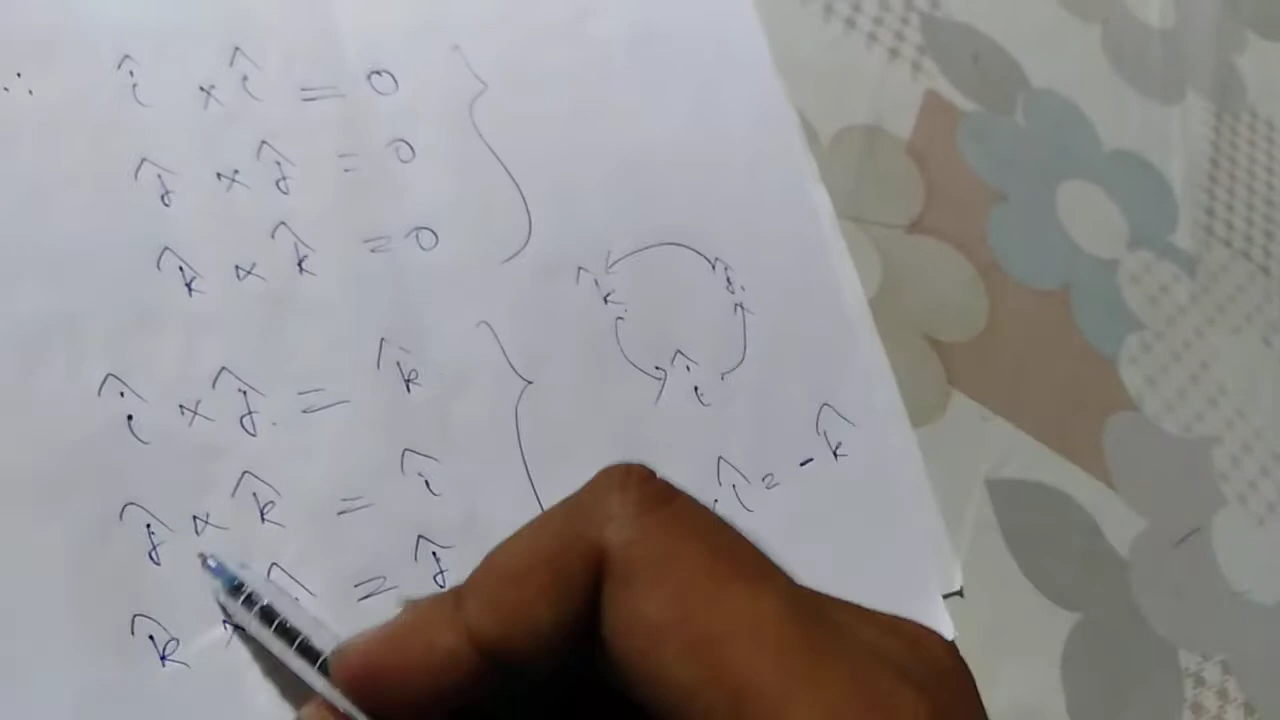 ∴ î × î = 0
ĵ × ĵ = 0
k̂ × k̂ = 0
î × ĵ = k̂
ĵ × k̂ = î
k̂ × = ĵ
k̂ ĵ
î
î = -k̂